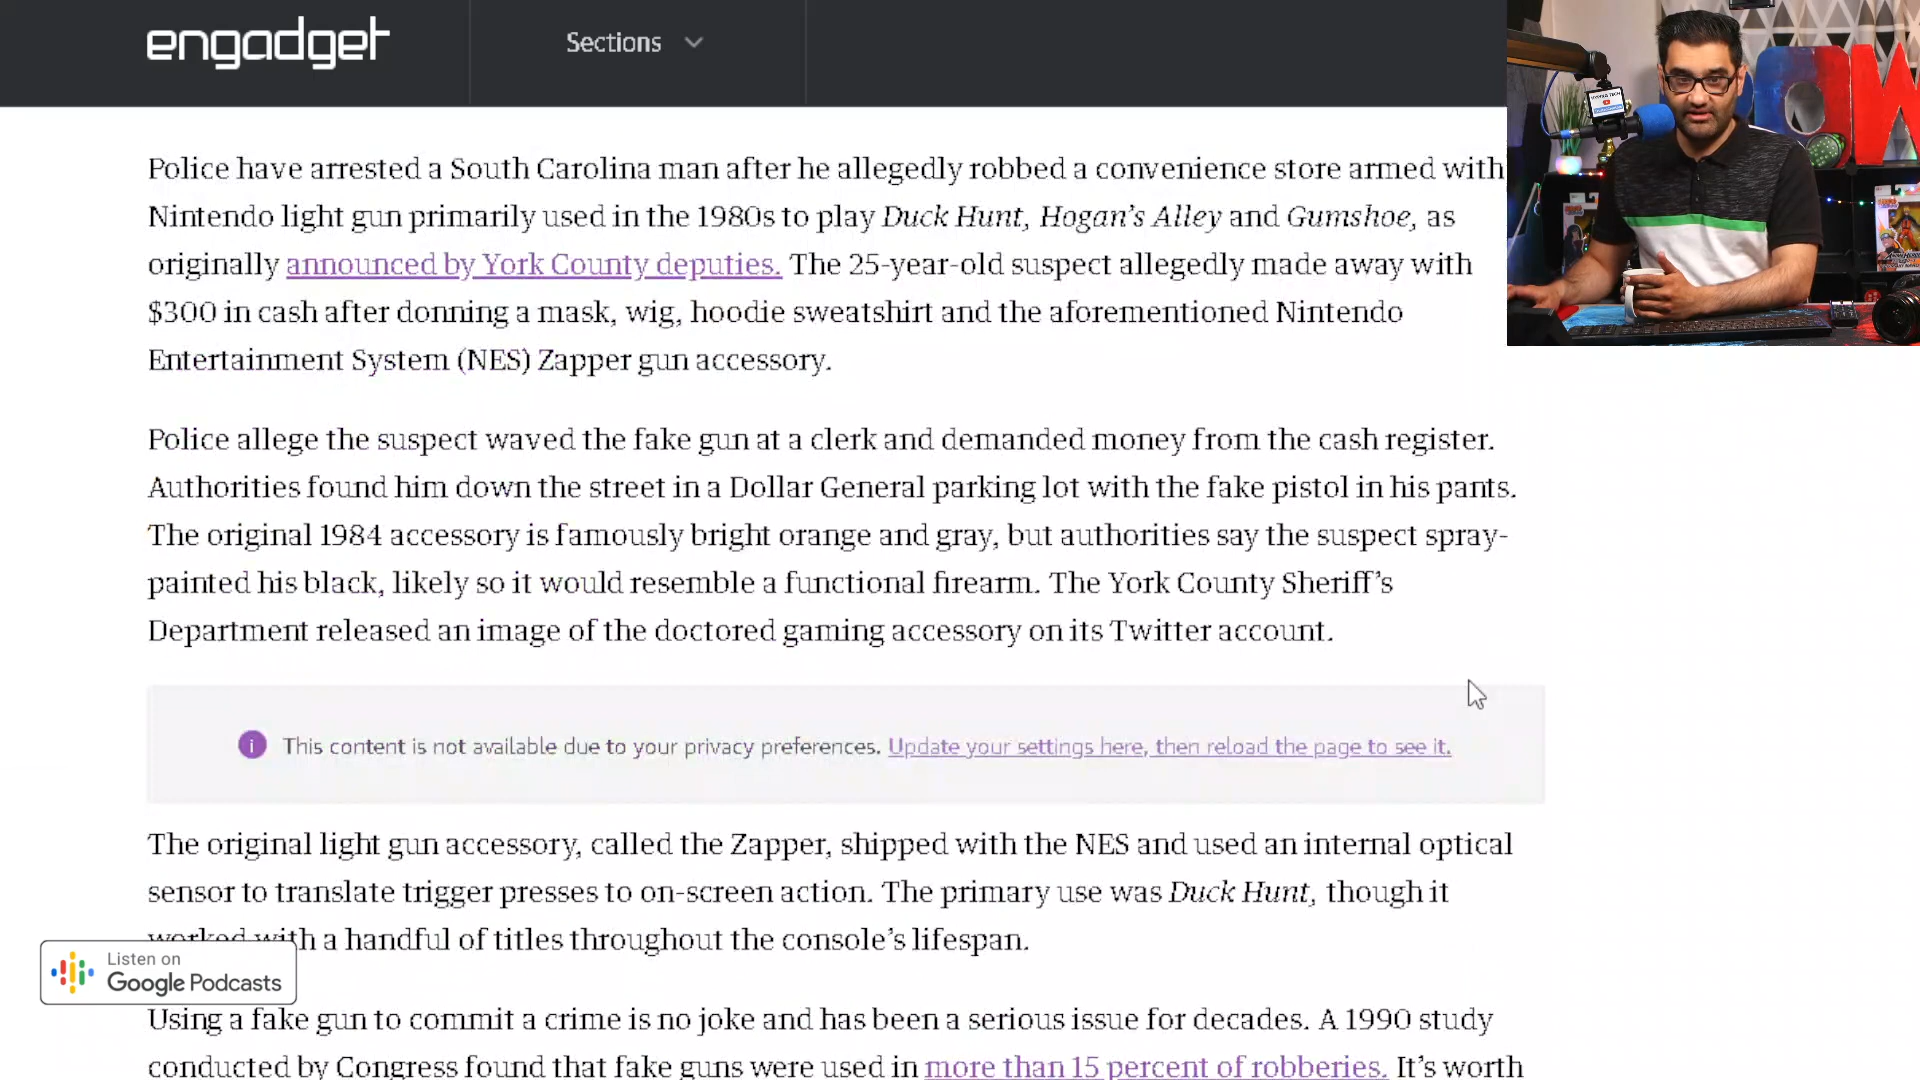 engadget
Sections
Police have arrested a South Carolina man after he allegedly robbed a convenience store armed with
Nintendo light gun primarily used in the 1980s to play Duck Hunt, Hogan's Alley and Gumshoe, as
originally announced by York County deputies. The 25-year-old suspect allegedly made away with
$300 in cash after donning a mask, wig, hoodie sweatshirt and the aforementioned Nintendo
Entertainment System (NES) Zapper gun accessory.
Police allege the suspect waved the fake gun at a clerk and demanded money from the cash register.
Authorities found him down the street in a Dollar General parking lot with the fake pistol in his pants.
The original 1984 accessory is famously bright orange and gray, but authorities say the suspect spray-
painted his black, likely so it would resemble a functional firearm. The York County Sheriff's
Department released an image of the doctored gaming accessory on its Twitter account.
i This content is not available due to your privacy preferences. Update your settings here, then reload the page to see it.
The original light gun accessory, called the Zapper, shipped with the NES and used an internal optical
sensor to translate trigger presses to on-screen action. The primary use was Duck Hunt, though it
worked with a handful of titles throughout the console's lifespan.
Listen on
Google Podcasts
Using a fake gun to commit a crime is no joke and has been a serious issue for decades. A 1990 study
conducted by Congress found that fake guns were used in more than 15 percent of robberies. It's worth